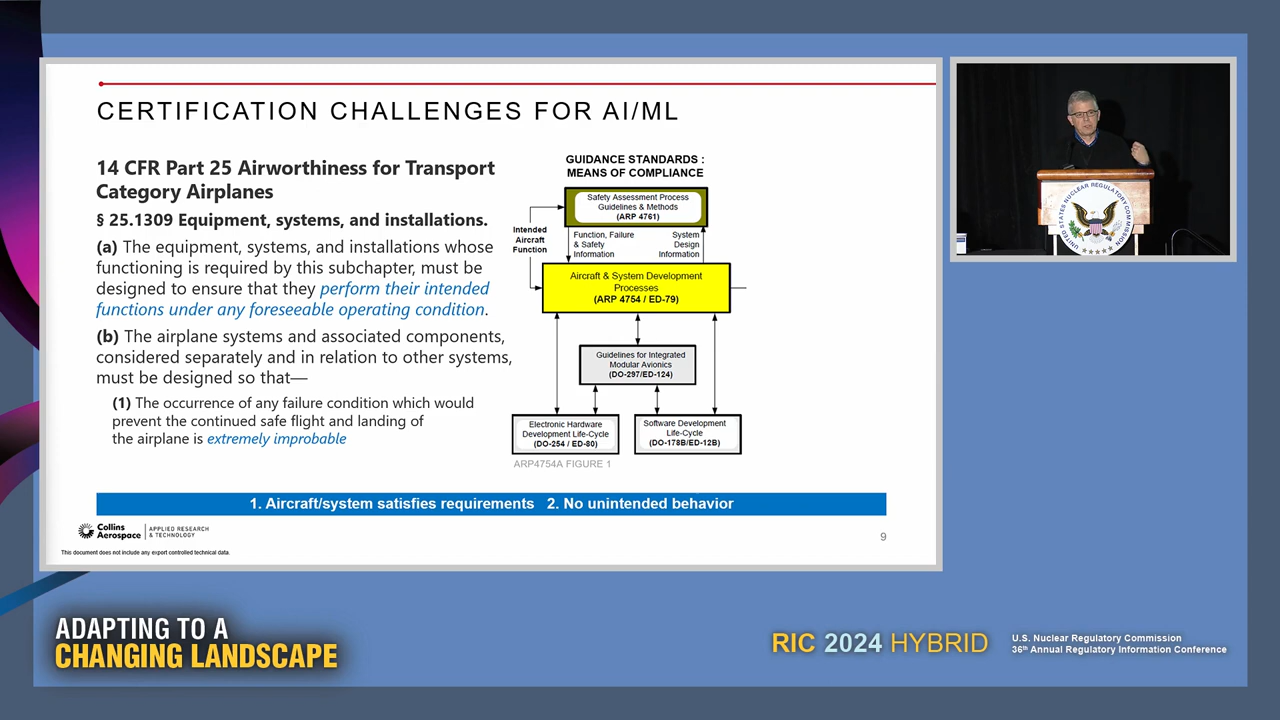 CERTIFICATION CHALLENGES FOR AI/ML
14 CFR Part 25 Airworthiness for Transport
Category Airplanes
§ 25.1309 Equipment, systems, and installations.
(a) The equipment, systems, and installations whose
functioning is required by this subchapter, must be
designed to ensure that they perform their intended
functions under any foreseeable operating condition.
(b) The airplane systems and associated components,
considered separately and in relation to other systems,
must be designed so that—
(1) The occurrence of any failure condition which would
prevent the continued safe flight and landing of
the airplane is extremely improbable
GUIDANCE STANDARDS :
MEANS OF COMPLIANCE
Safety Assessment Process
Guidelines & Methods
(ARP 4761)
Intended
Aircraft
Function
Function, Failure
& Safety
Information
System
Design
Information
Aircraft & System Development
Processes
(ARP 4754 / ED-79)
Guidelines for Integrated
Modular Avionics
(DO-297/ED-124)
Electronic Hardware
Development Life-Cycle
(DO-254 / ED-80)
Software Development
Life-Cycle
(DO-178B/ED-12B)
ARP4754A FIGURE 1
1. Aircraft/system satisfies requirements 2. No unintended behavior
Collins
Aerospace
APPLIED RESEARCH
& TECHNOLOGY
9
This document does not include any export controlled technical data.
UNITED STATES NUCLEAR REGULATORY COMMISSION
ADAPTING TO A
CHANGING LANDSCAPE
RIC 2024 HYBRID
U.S. Nuclear Regulatory Commission
36th Annual Regulatory Information Conference